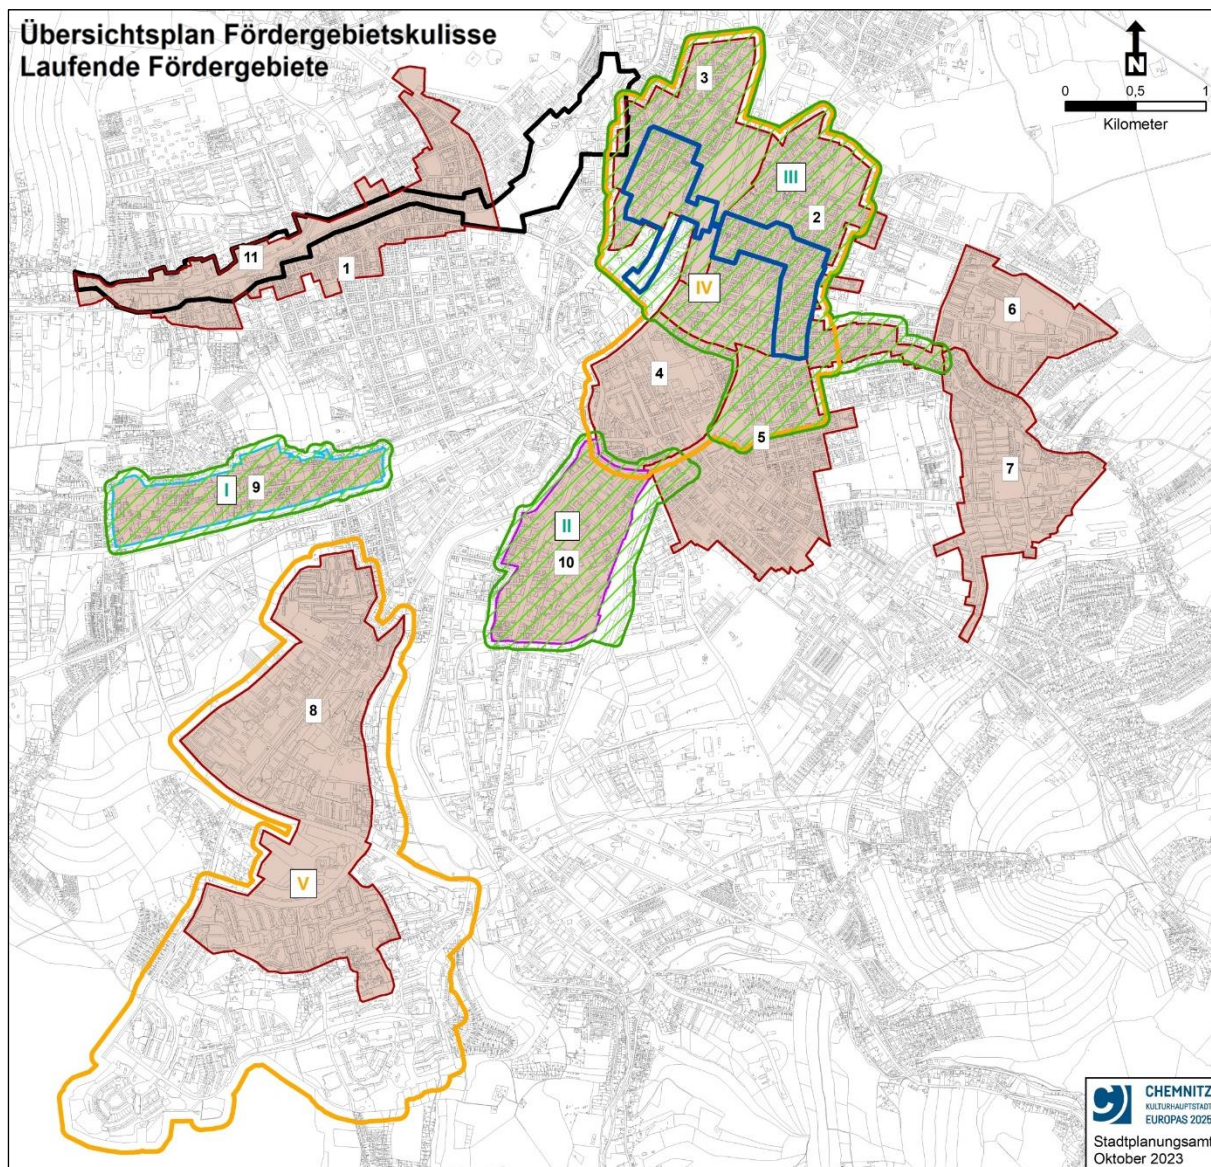 Übersichtsplan Fördergebietskulisse
Laufende Fördergebiete
N
0 0,5 1
Kilometer
3
III
2
11
1
IV
6
4
5
7
I
9
II
10
8
V
CHEMNITZ
KULTURHAUPTSTADT
EUROPAS 2025
Stadtplanungsamt
Oktober 2023